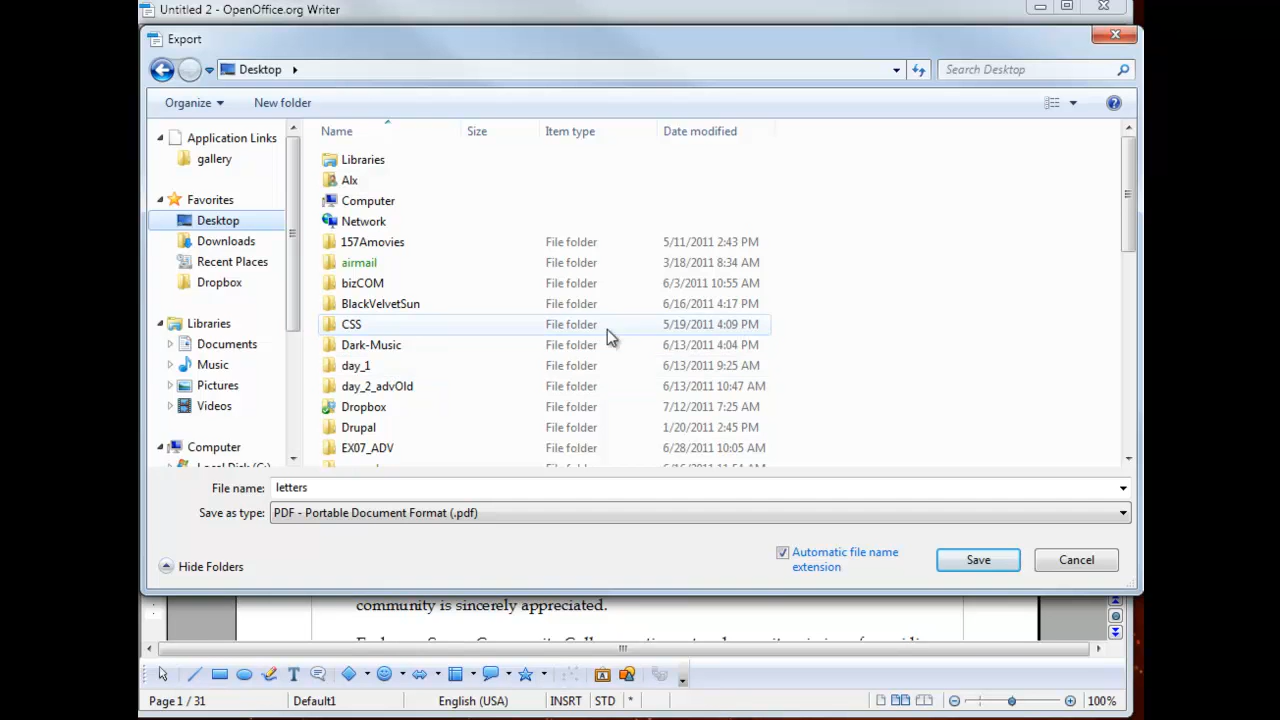 Untitled 2 - OpenOffice.org Writer
Export
Desktop
Search Desktop
Organize
New folder
Application Links
gallery
Favorites
Desktop
Downloads
Recent Places
Dropbox
Libraries
Documents
Music
Pictures
Videos
Computer
Name Size Item type Date modified
Libraries
Alx
Computer
Network
157Amovies File folder 5/11/2011 2:43 PM
airmail File folder 3/18/2011 8:34 AM
bizCOM File folder 6/3/2011 10:55 AM
BlackVelvetSun File folder 6/16/2011 4:17 PM
CSS File folder 5/19/2011 4:09 PM
Dark-Music File folder 6/13/2011 4:04 PM
day_1 File folder 6/13/2011 9:25 AM
day_2_advOld File folder 6/13/2011 10:47 AM
Dropbox File folder 7/12/2011 7:25 AM
Drupal File folder 1/20/2011 2:45 PM
EX07_ADV File folder 6/28/2011 10:05 AM
File name: letters
Save as type: PDF - Portable Document Format (.pdf)
Automatic file name
extension
Save
Cancel
Hide Folders
community is sincerely appreciated.
Page 1 / 31 Default1 English (USA) INSRT STD * 100%